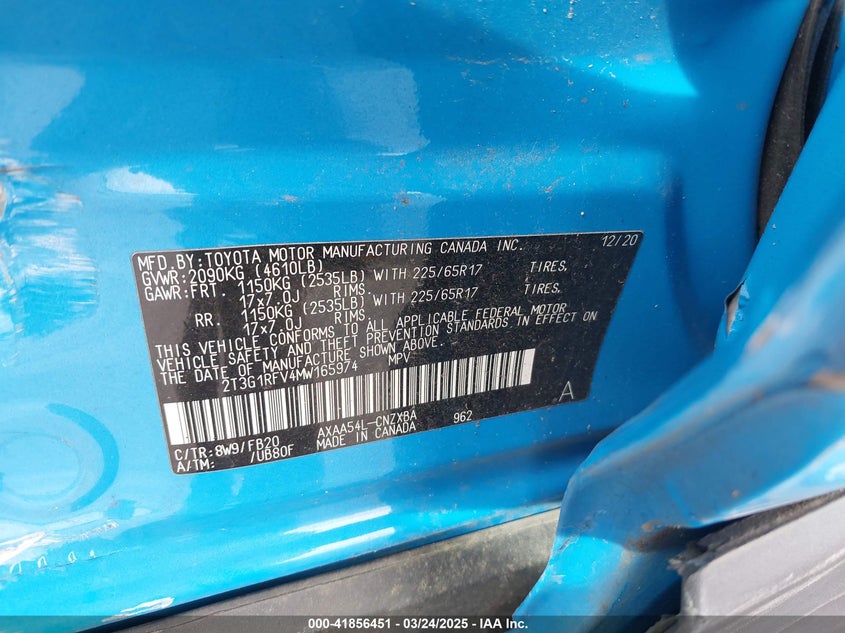 MFD.BY:TOYOTA MOTOR MANUFACTURING CANADA INC. 12/20
GVWR:2090KG (4610LB)
GAWR:FRT. 1150KG (2535LB) WITH 225/65R17 TIRES,
17x7.0J RIMS
RR. 1150KG (2535LB) WITH 225/65R17 TIRES,
17x7.0J RIMS
THIS VEHICLE CONFORMS TO ALL APPLICABLE FEDERAL MOTOR
VEHICLE SAFETY AND THEFT PREVENTION STANDARDS IN EFFECT ON
THE DATE OF MANUFACTURE SHOWN ABOVE.
2T3G1RFV4MW165974 MPV
A
C/TR:8W9/FB20 AXAA54L-CNZXBA 962
A/TM: /UB80F MADE IN CANADA
000-41856451 - 03/24/2025 - IAA Inc.